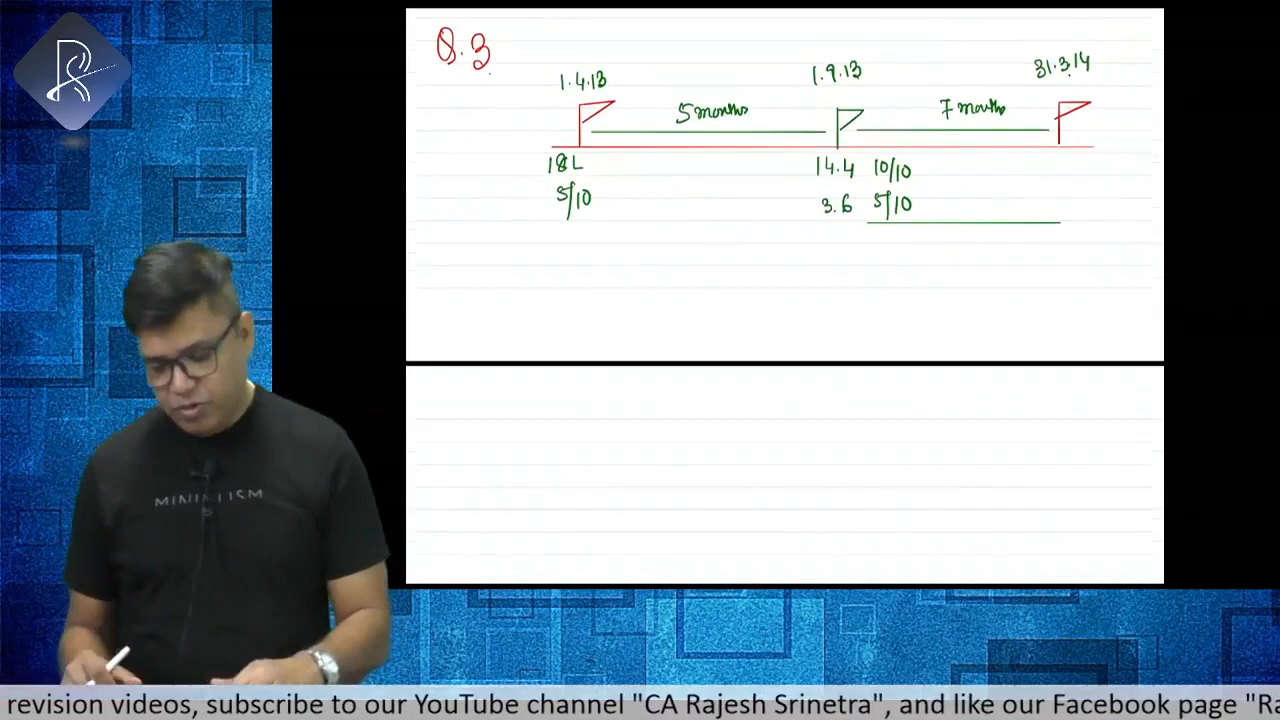 Q.3
1.4.13 1.9.13 31.3.14
5 months 7 months
18L 14.4 10/10
5/10 3.6 5/10
MINIMALISM
revision videos, subscribe to our YouTube channel "CA Rajesh Srinetra", and like our Facebook page "Ra